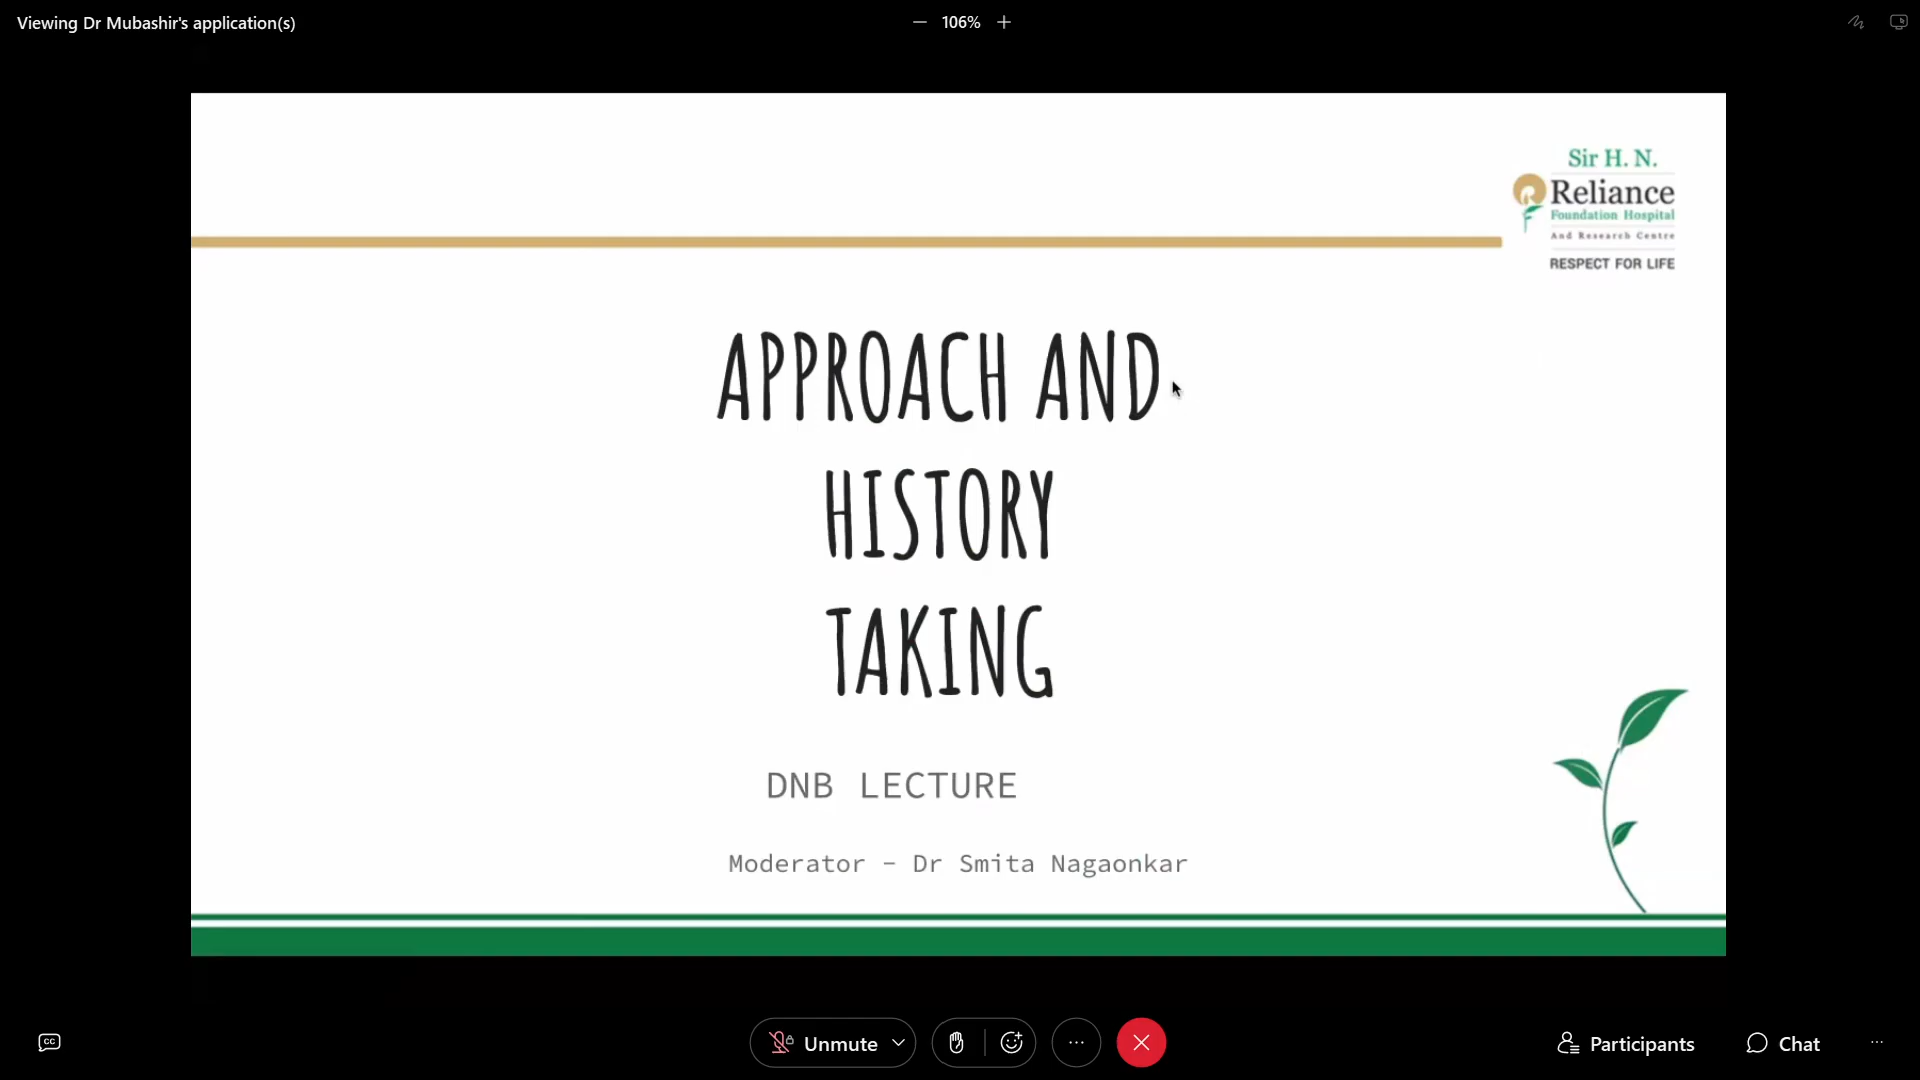 Viewing Dr Mubashir's application(s)
106%
Sir H. N.
Reliance
Foundation Hospital
And Research Centre
RESPECT FOR LIFE
APPROACH AND
HISTORY
TAKING
DNB LECTURE
Moderator - Dr Smita Nagaonkar
CC
Unmute
Participants
Chat